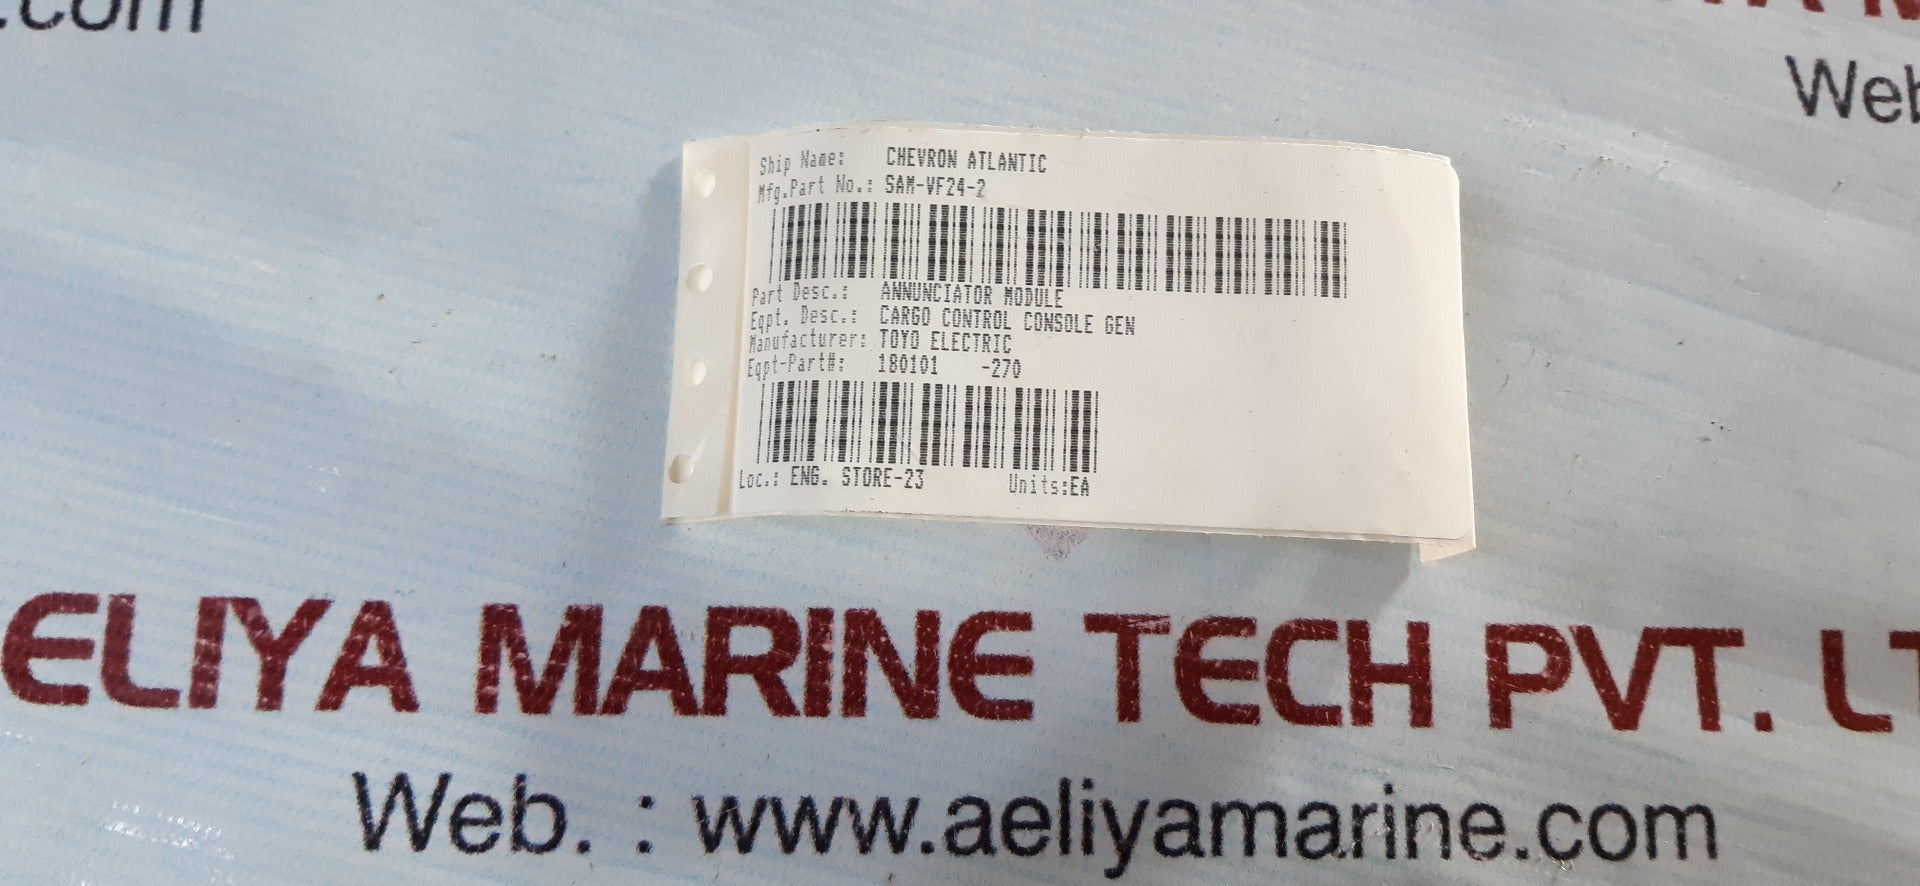 .com
Web
Ship Name: CHEVRON ATLANTIC
Mfg.Part No.: SAM-VF24-2
Part Desc.: ANNUNCIATOR MODULE
Eqpt. Desc.: CARGO CONTROL CONSOLE GEN
Manufacturer: TOYO ELECTRIC
Eqpt-Part#: 180101 -270
Loc.: ENG. STORE-23 Units:EA
ELIYA MARINE TECH PVT. LT
Web. : www.aeliyamarine.com